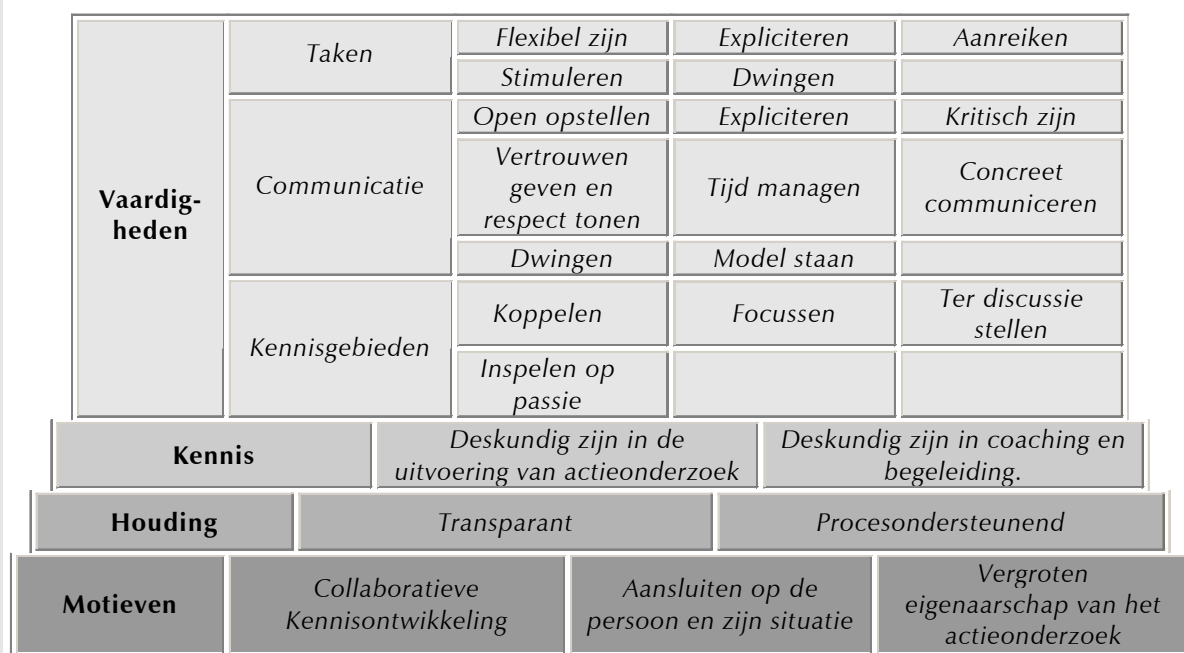 Vaardig-
heden
Taken
Flexibel zijn
Expliciteren
Aanreiken
Stimuleren
Dwingen
Communicatie
Open opstellen
Expliciteren
Kritisch zijn
Vertrouwen
geven en
respect tonen
Tijd managen
Concreet
communiceren
Dwingen
Model staan
Kennisgebieden
Koppelen
Focussen
Ter discussie
stellen
Inspelen op
passie
Kennis
Deskundig zijn in de
uitvoering van actieonderzoek
Deskundig zijn in coaching en
begeleiding.
Houding
Transparant
Procesondersteunend
Motieven
Collaboratieve
Kennisontwikkeling
Aansluiten op de
persoon en zijn situatie
Vergroten
eigenaarschap van het
actieonderzoek